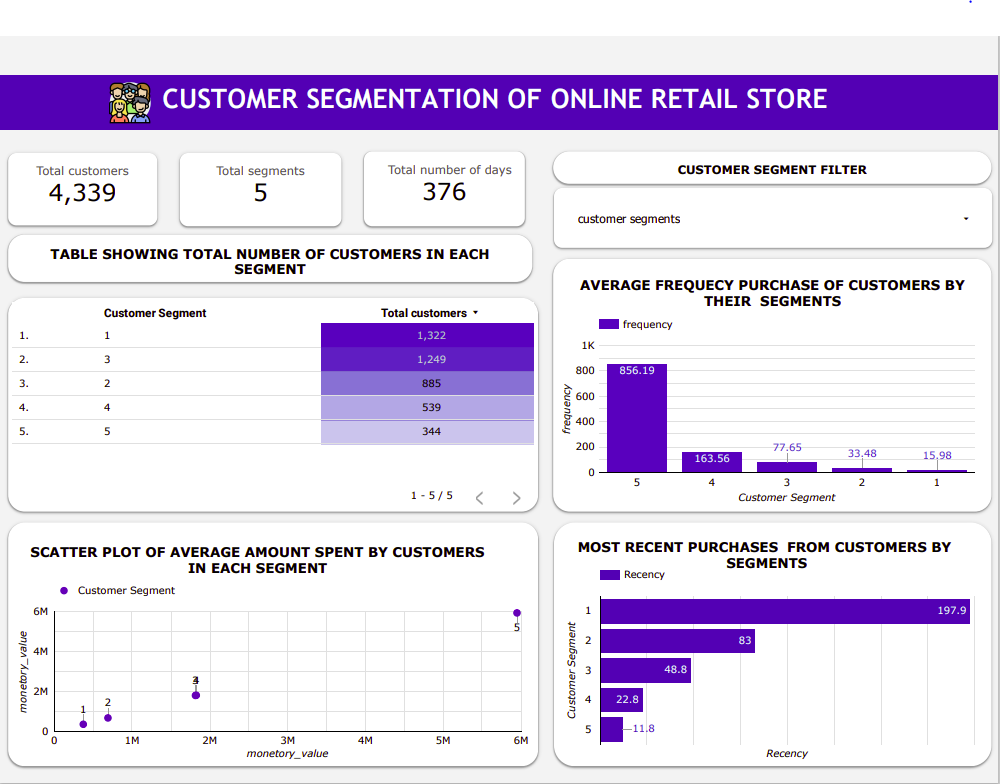 CUSTOMER SEGMENTATION OF ONLINE RETAIL STORE
Total customers
4,339
Total segments
5
Total number of days
376
CUSTOMER SEGMENT FILTER
customer segments
TABLE SHOWING TOTAL NUMBER OF CUSTOMERS IN EACH
SEGMENT
Customer Segment Total customers
1. 1 1,322
2. 3 1,249
3. 2 885
4. 4 539
5. 5 344
1 - 5 / 5
AVERAGE FREQUECY PURCHASE OF CUSTOMERS BY
THEIR SEGMENTS
frequency
1K
800
600
400
200
0
frequency
856.19
163.56
77.65
33.48
15.98
5 4 3 2 1
Customer Segment
SCATTER PLOT OF AVERAGE AMOUNT SPENT BY CUSTOMERS
IN EACH SEGMENT
Customer Segment
6M
4M
2M
0
monetory_value
1
2
3
4
5
0 1M 2M 3M 4M 5M 6M
monetory_value
MOST RECENT PURCHASES FROM CUSTOMERS BY
SEGMENTS
Recency
Customer Segment
1 197.9
2 83
3 48.8
4 22.8
5 11.8
Recency